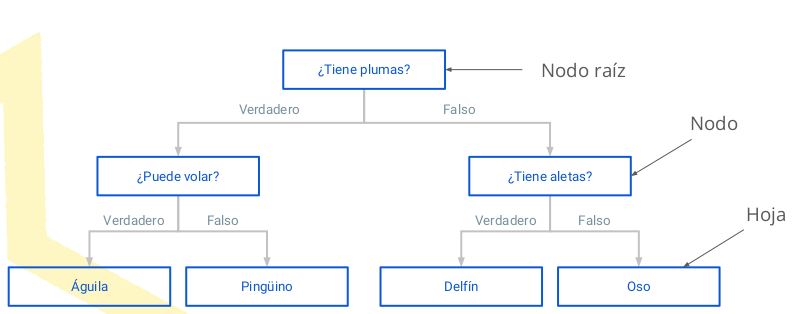 ¿Tiene plumas?
Nodo raíz
Verdadero
Falso
Nodo
¿Puede volar?
¿Tiene aletas?
Verdadero
Falso
Verdadero
Falso
Hoja
Águila
Pingüino
Delfín
Oso